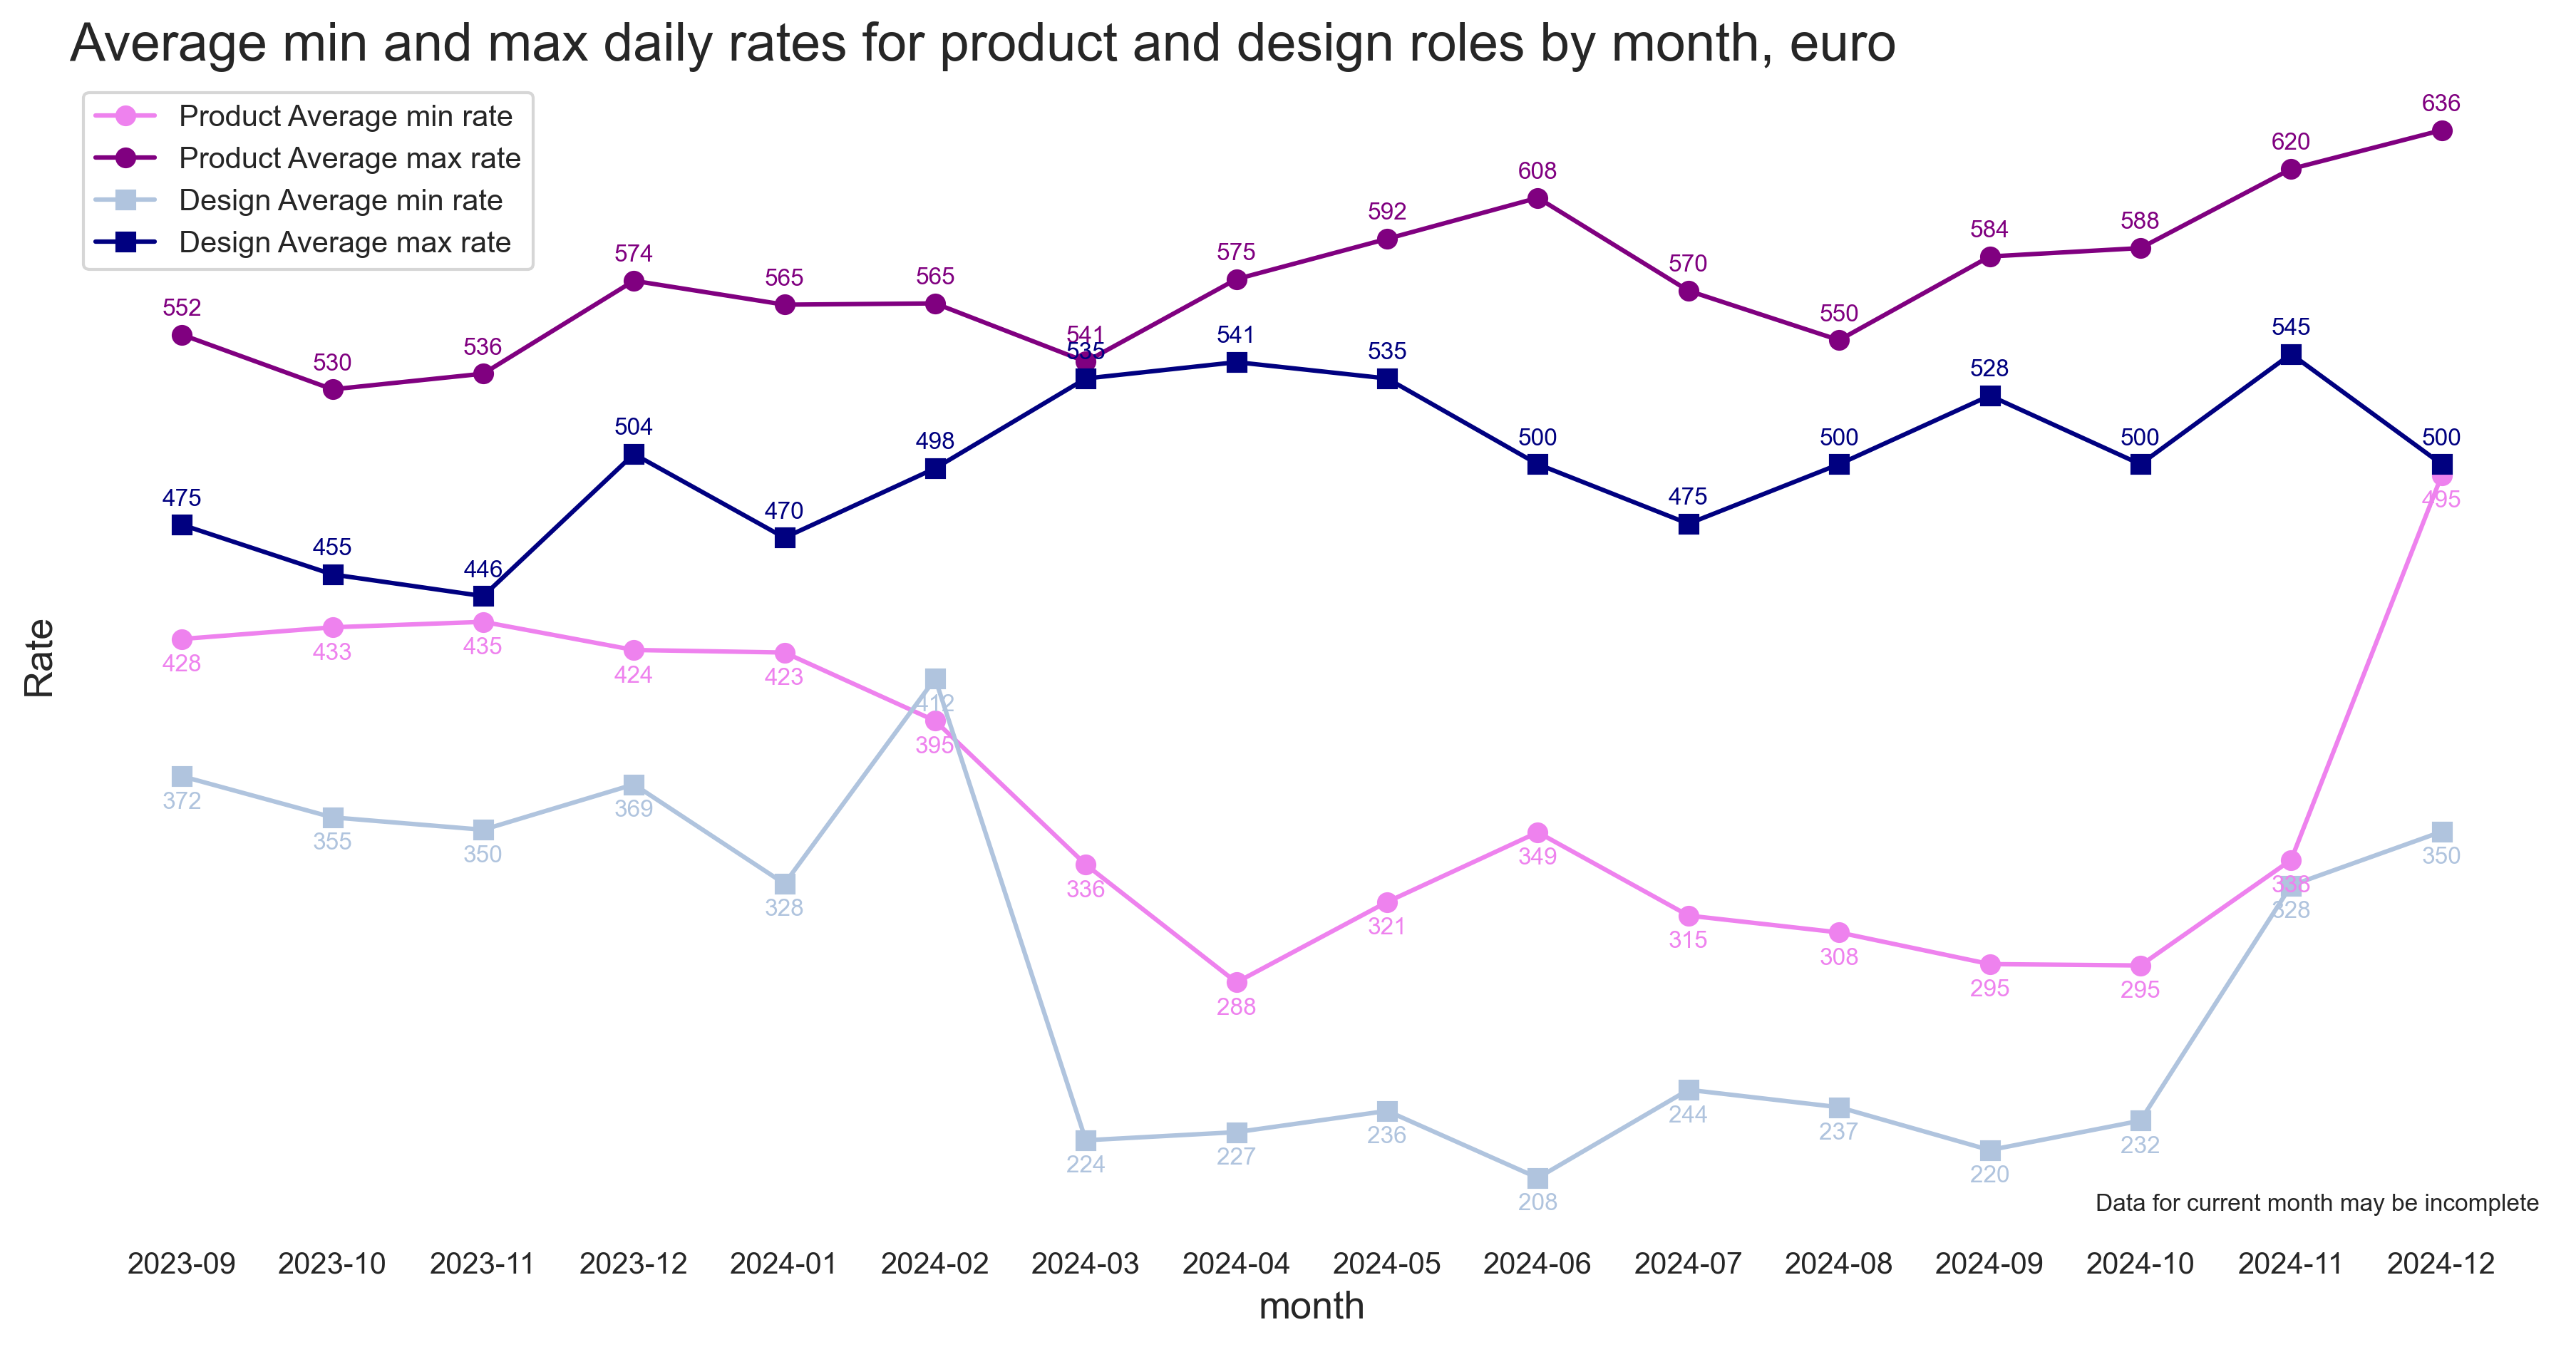 Average min and max daily rates for product and design roles by month, euro
Product Average min rate
Product Average max rate
Design Average min rate
Design Average max rate
552 530 536 574 565 565 541 575 592 608 570 550 584 588 620 636
475 455 446 504 470 498 535 541 535 500 475 500 528 500 545 500
428 433 435 424 423 395 336 288 321 349 315 308 295 295 338 495
372 355 350 369 328 412 224 227 236 208 244 237 220 232 328 350
Rate
Data for current month may be incomplete
2023-09 2023-10 2023-11 2023-12 2024-01 2024-02 2024-03 2024-04 2024-05 2024-06 2024-07 2024-08 2024-09 2024-10 2024-11 2024-12
month